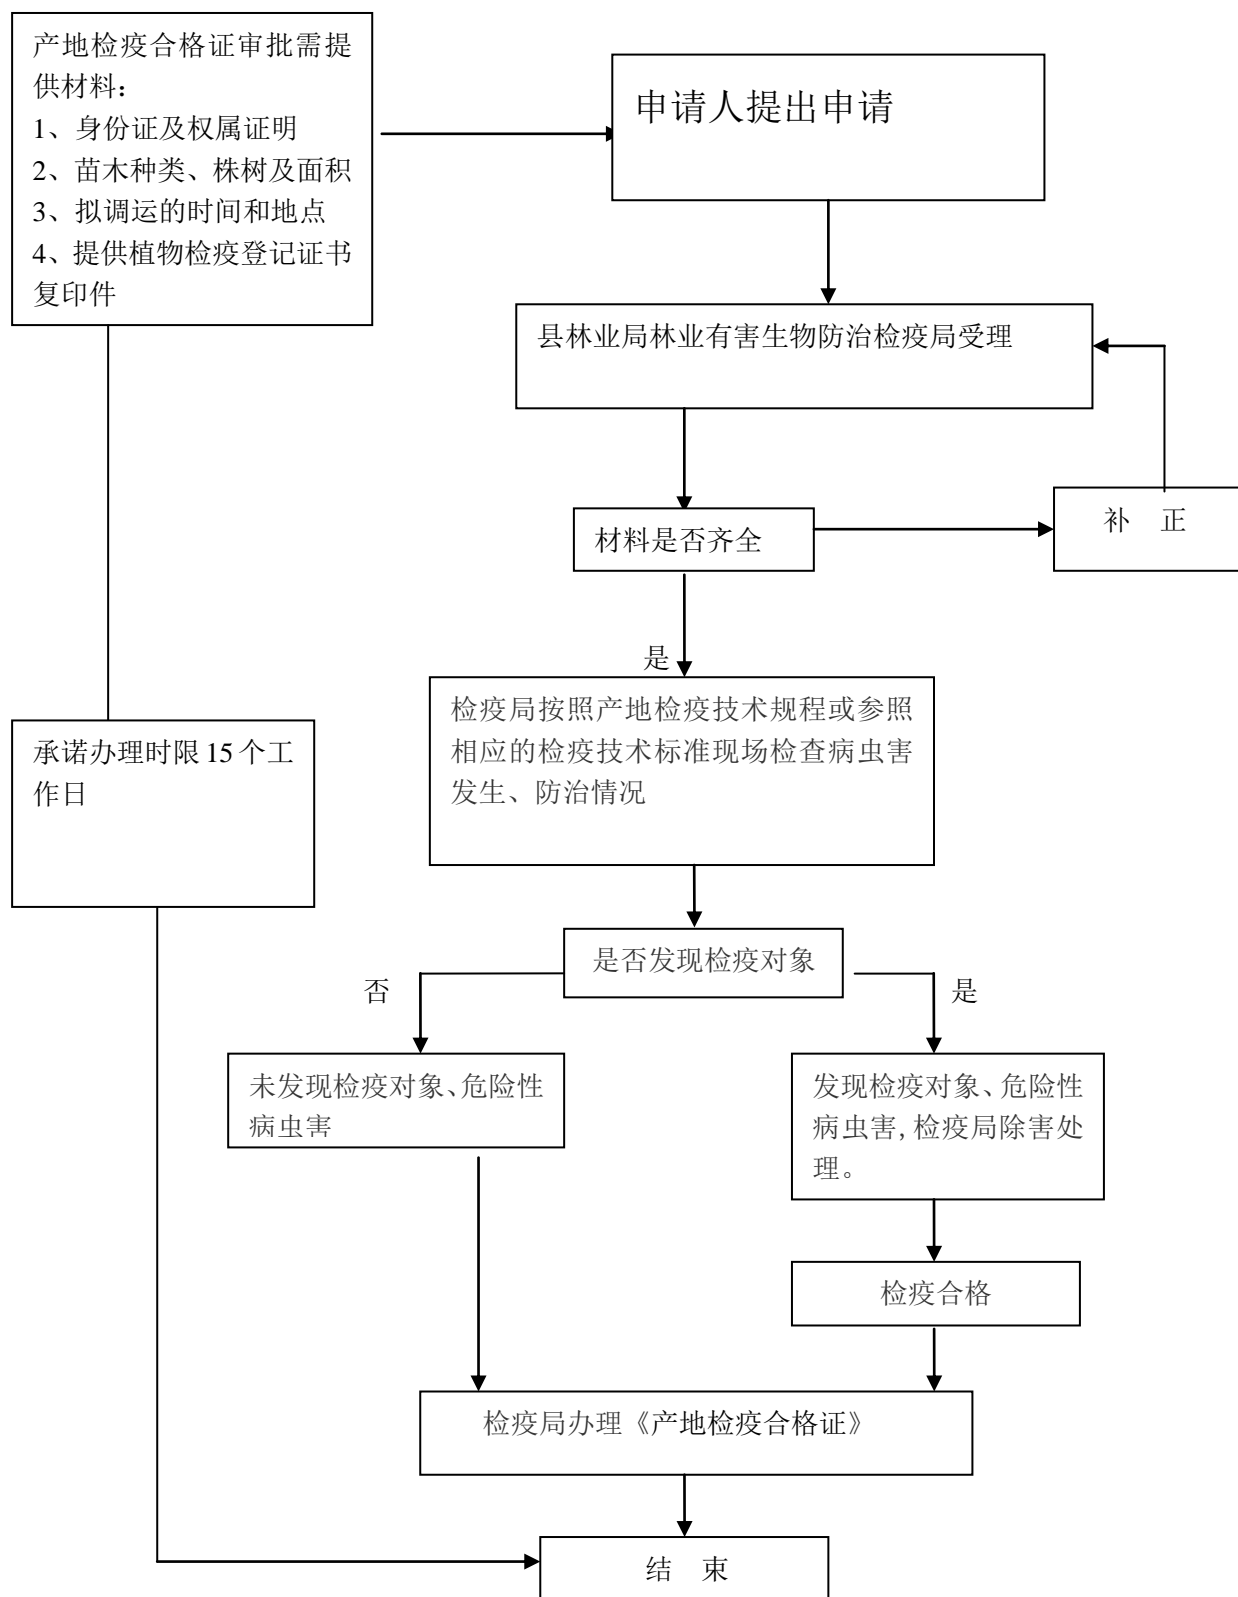 产地检疫合格证审批需提
供材料：
1、身份证及权属证明
2、苗木种类、株树及面积
3、拟调运的时间和地点
4、提供植物检疫登记证书
复印件
申请人提出申请
县林业局林业有害生物防治检疫局受理
补 正
材料是否齐全
是
检疫局按照产地检疫技术规程或参照
相应的检疫技术标准现场检查病虫害
发生、防治情况
承诺办理时限 15 个工
作日
是否发现检疫对象
否
是
未发现检疫对象、危险性
病虫害
发现检疫对象、危险性
病虫害,检疫局除害处
理。
检疫合格
检疫局办理《产地检疫合格证》
结 束